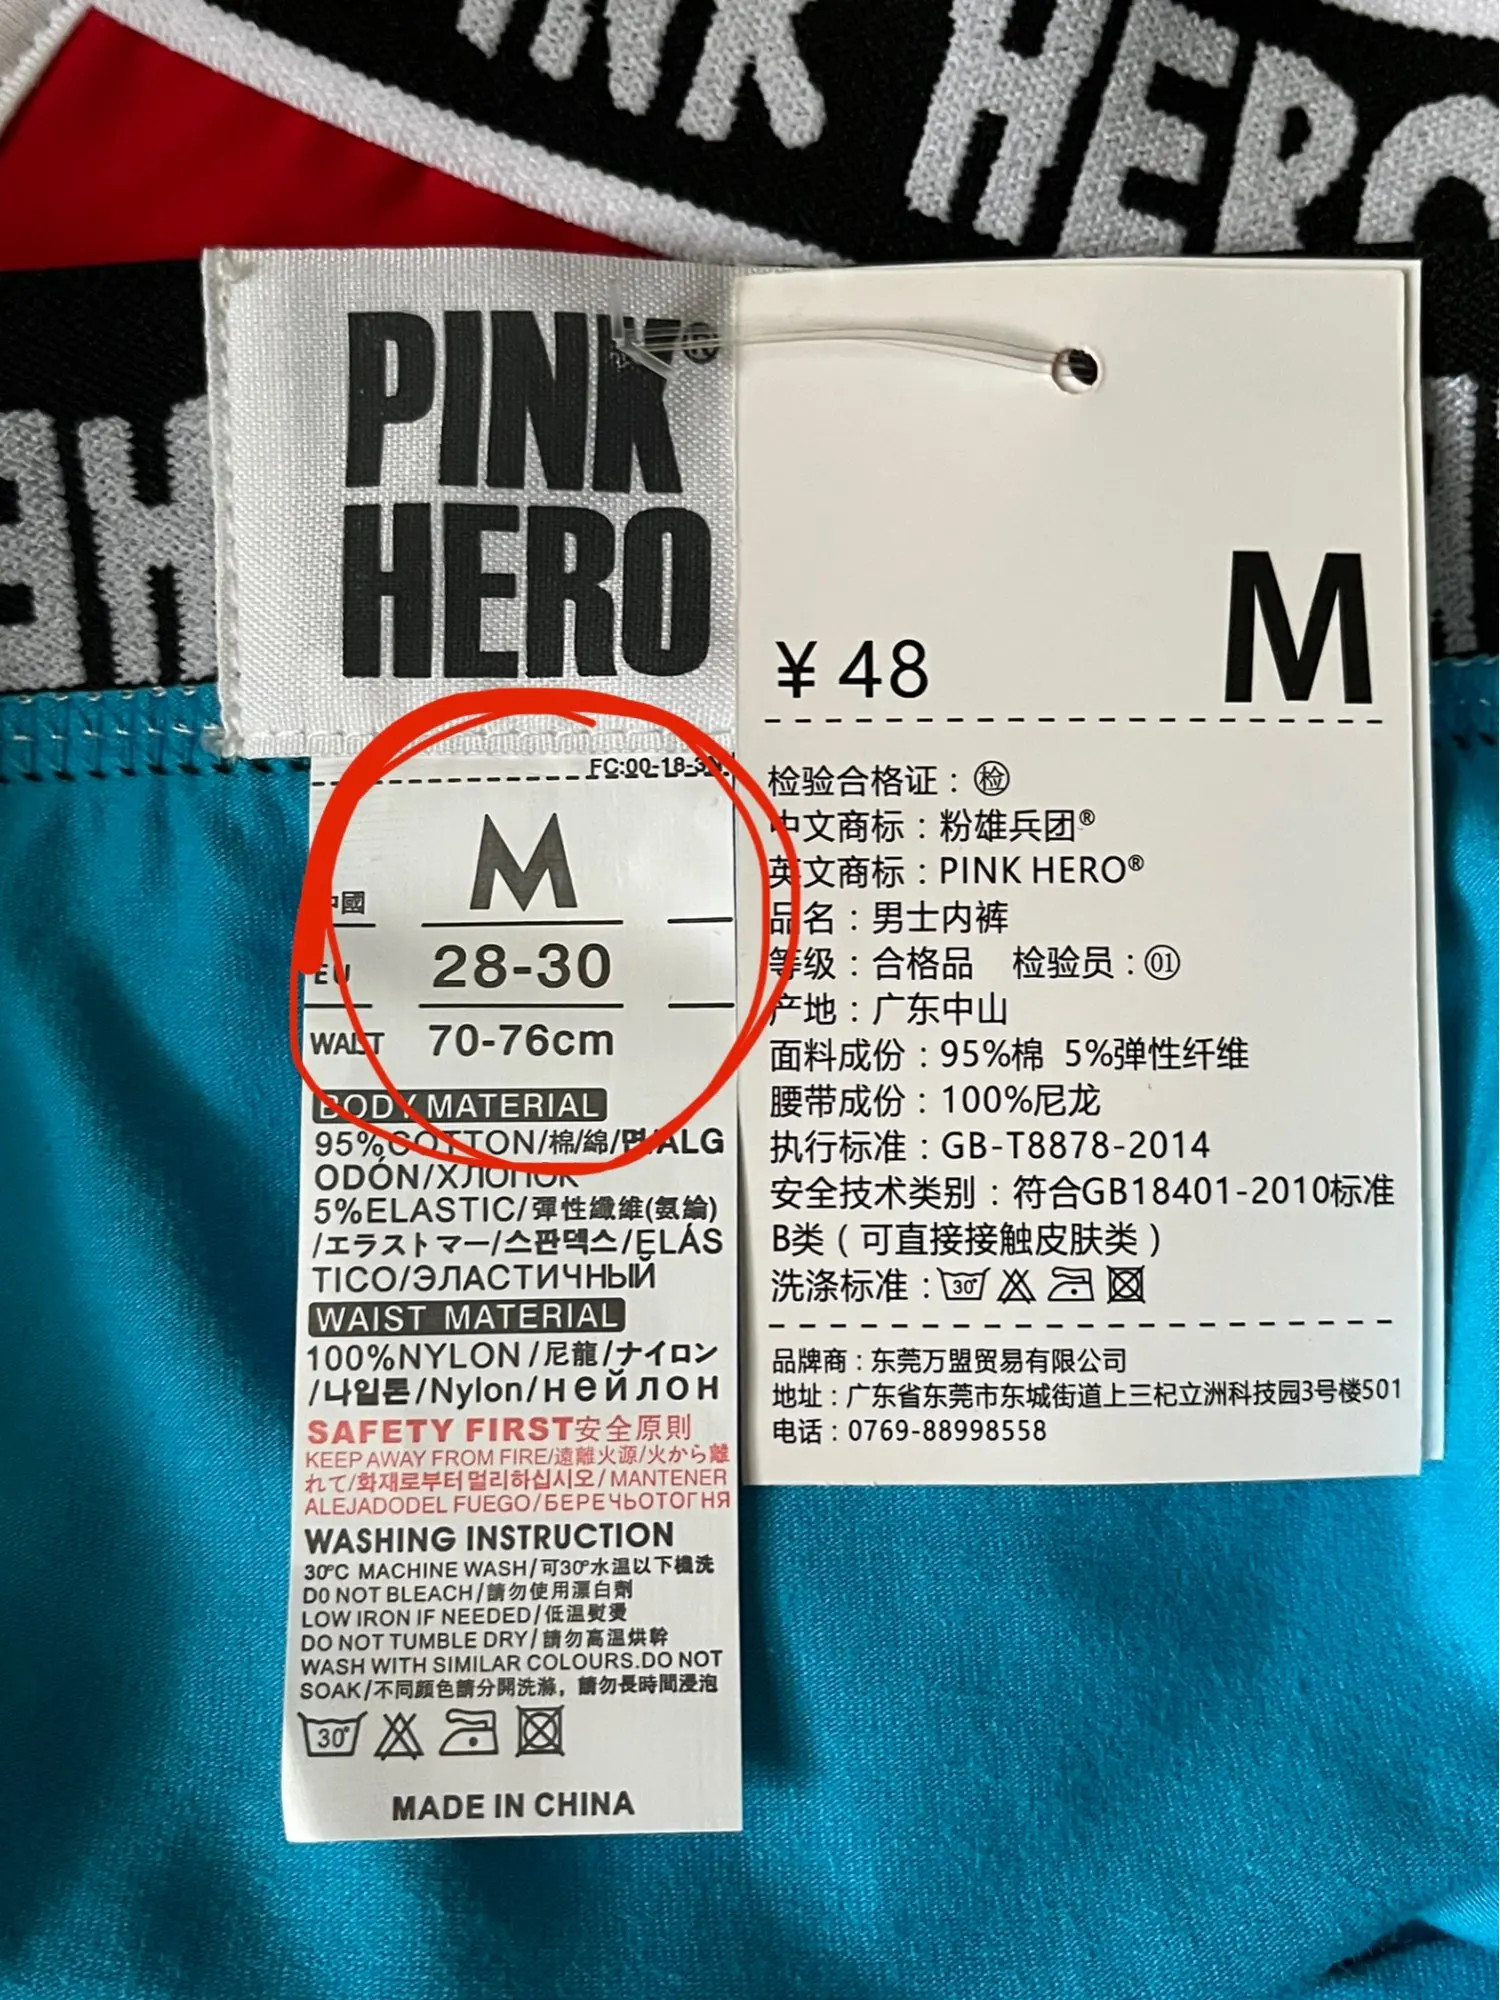 PINK HERO
HE
PINK®
HERO
FC:00-18-3N
中國 M
EU 28-30
WAIST 70-76cm
BODY MATERIAL
95%COTTON/棉/綿/면/ALG
ODÓN/ХЛОПОК
5%ELASTIC/彈性纖維(氨綸)
/エラストマー/스판덱스/ELÁS
TICO/ЭЛАСТИЧНЫЙ
WAIST MATERIAL
100%NYLON/尼龍/ナイロン
/나일론/Nylon/нейлон
SAFETY FIRST安全原則
KEEP AWAY FROM FIRE/遠離火源/火から離
れて/화재로부터멀리하십시오/MANTENER
ALEJADODEL FUEGO/БЕРЕЧЬОТОГНЯ
WASHING INSTRUCTION
30°C MACHINE WASH/可30°水温以下機洗
DO NOT BLEACH/請勿使用漂白劑
LOW IRON IF NEEDED/低温熨燙
DO NOT TUMBLE DRY/請勿高温烘幹
WASH WITH SIMILAR COLOURS.DO NOT
SOAK/不同顔色請分開洗滌，請勿長時間浸泡
30°
MADE IN CHINA
¥48 M
检验合格证：检
中文商标：粉雄兵团®
英文商标：PINK HERO®
品名：男士内裤
等级：合格品 检验员：01
产地：广东中山
面料成份：95%棉 5%弹性纤维
腰带成份：100%尼龙
执行标准：GB-T8878-2014
安全技术类别：符合GB18401-2010标准
B类（可直接接触皮肤类）
洗涤标准：30°
品牌商：东莞万盟贸易有限公司
地址：广东省东莞市东城街道上三杞立洲科技园3号楼501
电话：0769-88998558